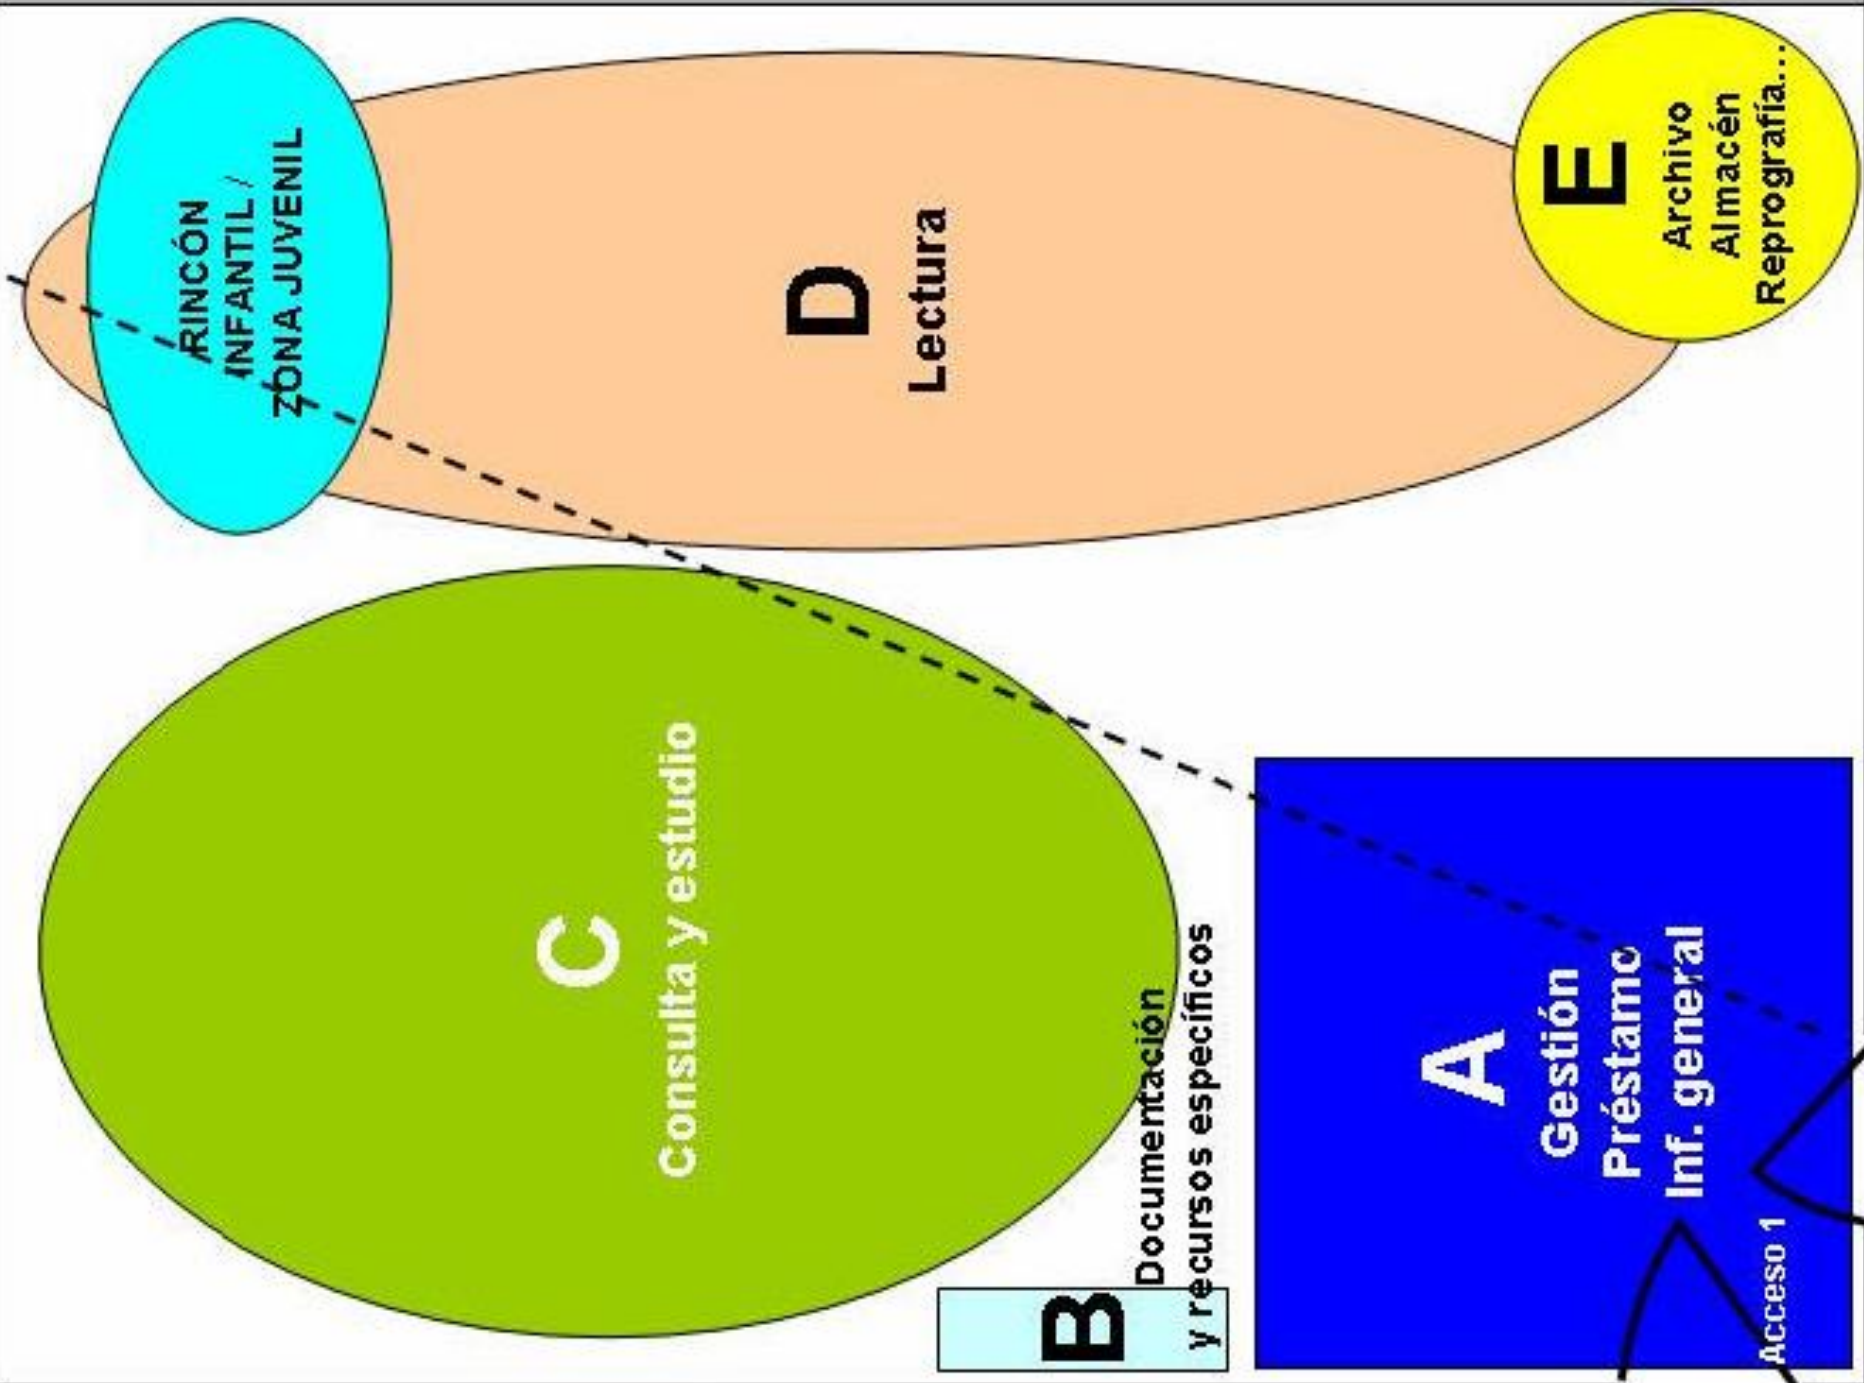 RINCÓN
INFANTIL /
ZONA JUVENIL
D
Lectura
E
Archivo
Almacén
Reprografía...
C
Consulta y estudio
B
Documentación
y recursos específicos
A
Gestión
Préstamo
Inf. general
Acceso 1